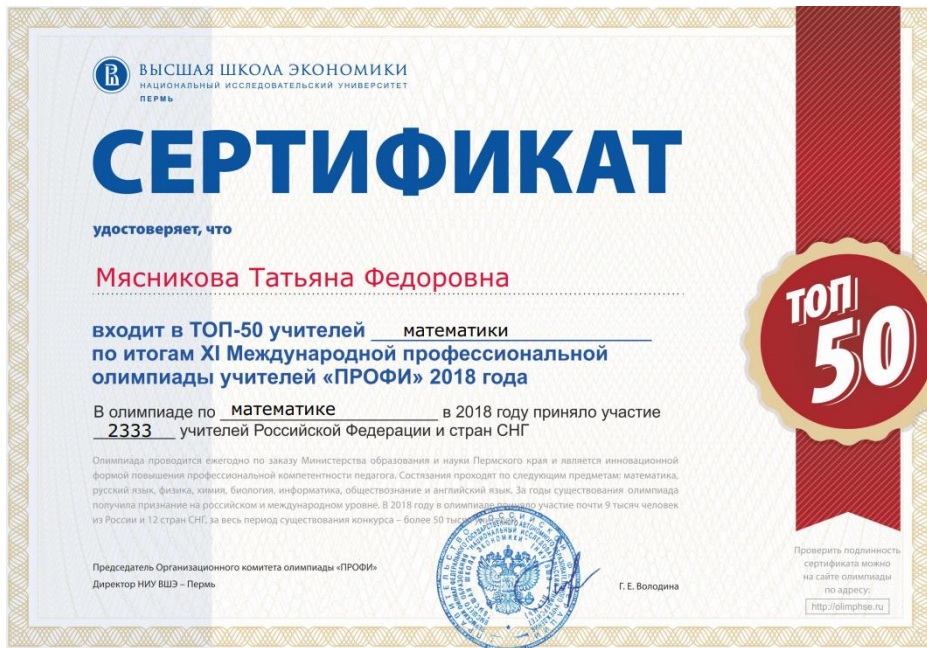 ВЫСШАЯ ШКОЛА ЭКОНОМИКИ
НАЦИОНАЛЬНЫЙ ИССЛЕДОВАТЕЛЬСКИЙ УНИВЕРСИТЕТ
ПЕРМЬ
СЕРТИФИКАТ
удостоверяет, что
Мясникова Татьяна Федоровна
входит в ТОП-50 учителей математики
по итогам XI Международной профессиональной
олимпиады учителей «ПРОФИ» 2018 года
В олимпиаде по математике в 2018 году приняло участие
2333 учителей Российской Федерации и стран СНГ
Олимпиада проводится ежегодно по заказу Министерства образования и науки Пермского края и является инновационной
формой повышения профессиональной компетентности педагога. Состязания проходят по следующим предметам: математика,
русский язык, физика, химия, биология, информатика, обществознание и английский язык. За годы существования олимпиада
получила признание на российском и международном уровне. В 2018 году в олимпиаде приняло участие почти 9 тысяч человек
из России и 12 стран СНГ, за весь период существования конкурса – более 50 тысяч
Председатель Организационного комитета олимпиады «ПРОФИ»
Директор НИУ ВШЭ – Пермь
Г. Е. Володина
ТОП
50
Проверить подлинность
сертификата можно
на сайте олимпиады
по адресу:
http://olimphse.ru